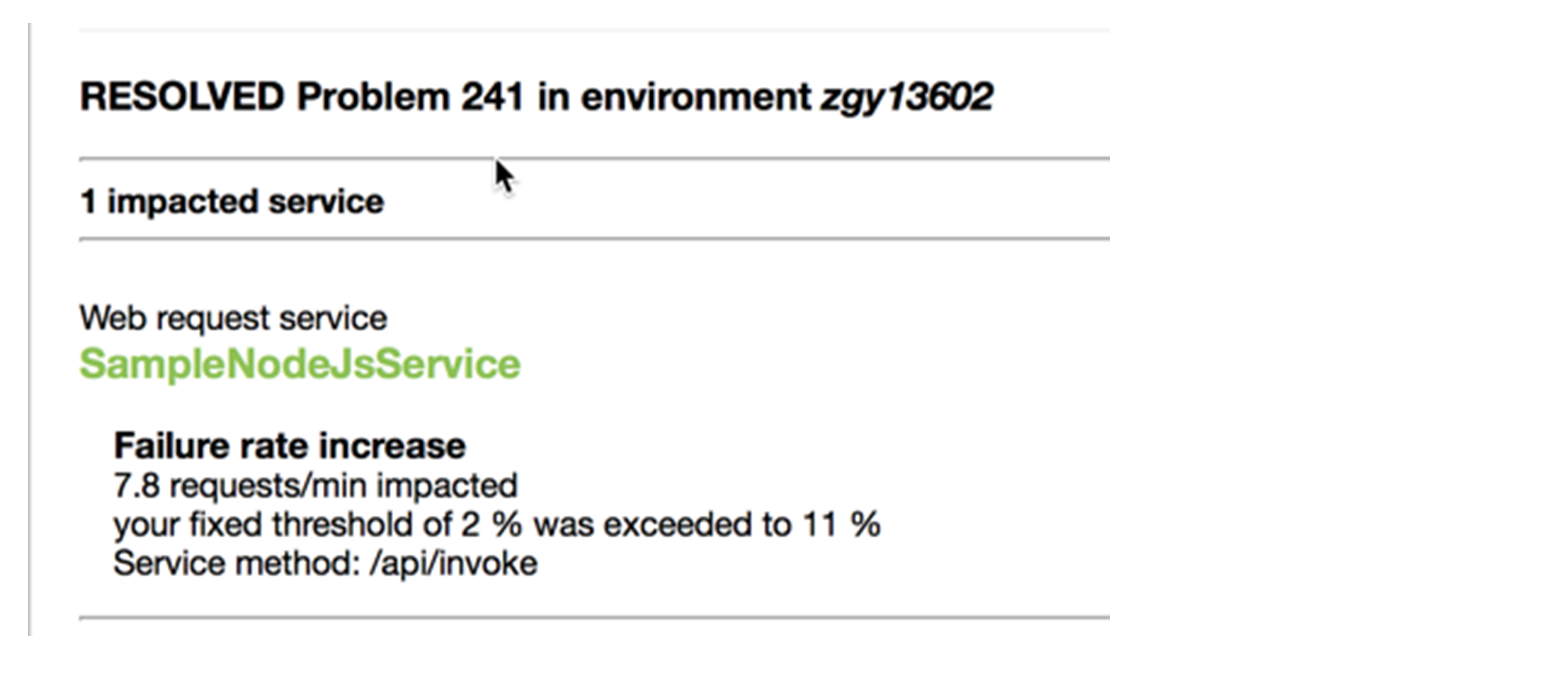 RESOLVED Problem 241 in environment zgy13602
1 impacted service
Web request service
SampleNodeJsService
Failure rate increase
7.8 requests/min impacted
your fixed threshold of 2 % was exceeded to 11 %
Service method: /api/invoke